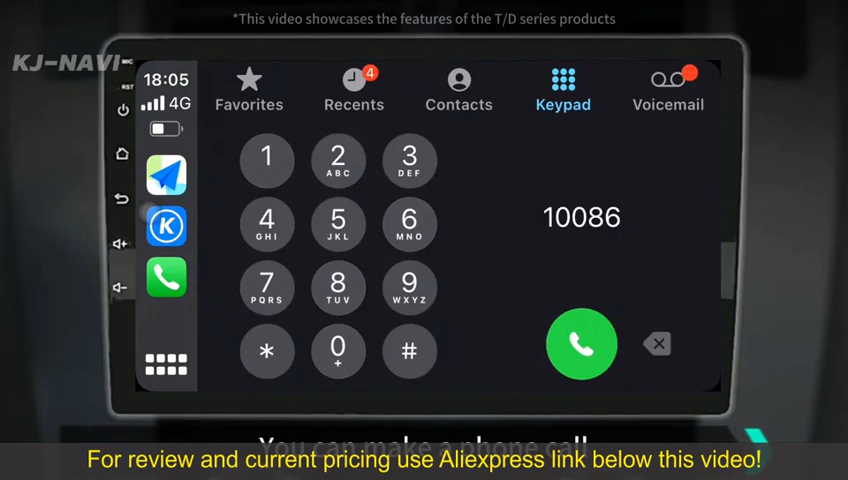 *This video showcases the features of the T/D series products
KJ-NAVI
MIC
RST
18:05
4G
4
Favorites
Recents
Contacts
Keypad
Voicemail
1
2
ABC
3
DEF
4
GHI
5
JKL
6
MNO
7
PQRS
8
TUV
9
WXYZ
*
0
+
#
10086
K
You can make a phone call
For review and current pricing use Aliexpress link below this video!